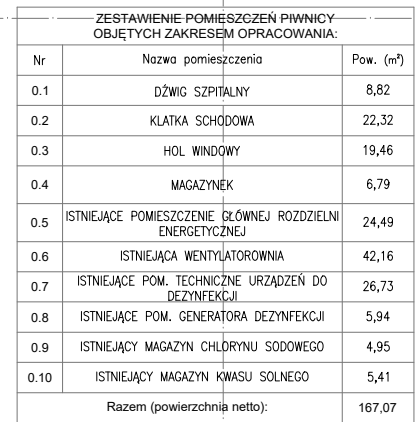 ZESTAWIENIE POMIESZCZEŃ PIWNICY
OBJĘTYCH ZAKRESEM OPRACOWANIA:
Nr Nazwa pomieszczenia Pow. (m²)
0.1 DŹWIG SZPITALNY 8,82
0.2 KLATKA SCHODOWA 22,32
0.3 HOL WINDOWY 19,46
0.4 MAGAZYNEK 6,79
0.5 ISTNIEJĄCE POMIESZCZENIE GŁÓWNEJ ROZDZIELNI
ENERGETYCZNEJ 24,49
0.6 ISTNIEJĄCA WENTYLATOROWNIA 42,16
0.7 ISTNIEJĄCE POM. TECHNICZNE URZĄDZEŃ DO
DEZYNFEKCJI 26,73
0.8 ISTNIEJĄCE POM. GENERATORA DEZYNFEKCJI 5,94
0.9 ISTNIEJĄCY MAGAZYN CHLORYNU SODOWEGO 4,95
0.10 ISTNIEJĄCY MAGAZYN KWASU SOLNEGO 5,41
Razem (powierzchnia netto): 167,07